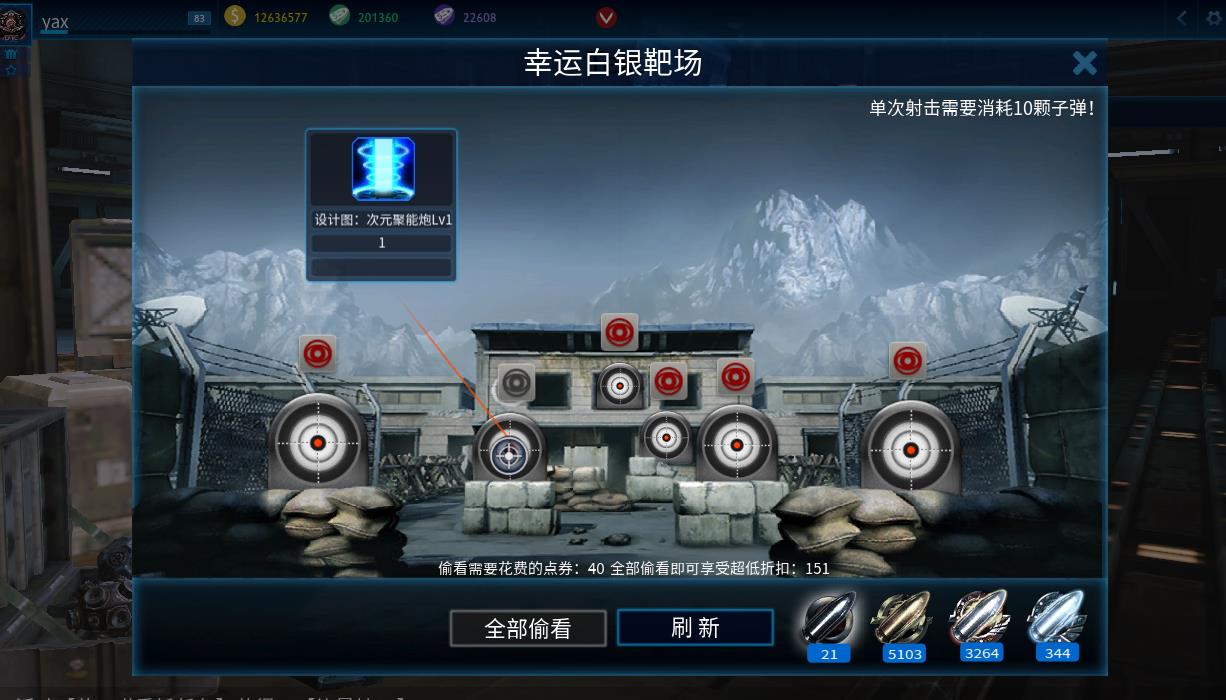 yax
83
12636577
201360
22608
幸运白银靶场
单次射击需要消耗10颗子弹!
设计图：次元聚能炮Lv1
1
偷看需要花费的点券：40 全部偷看即可享受超低折扣：151
全部偷看
刷 新
21
5103
3264
344